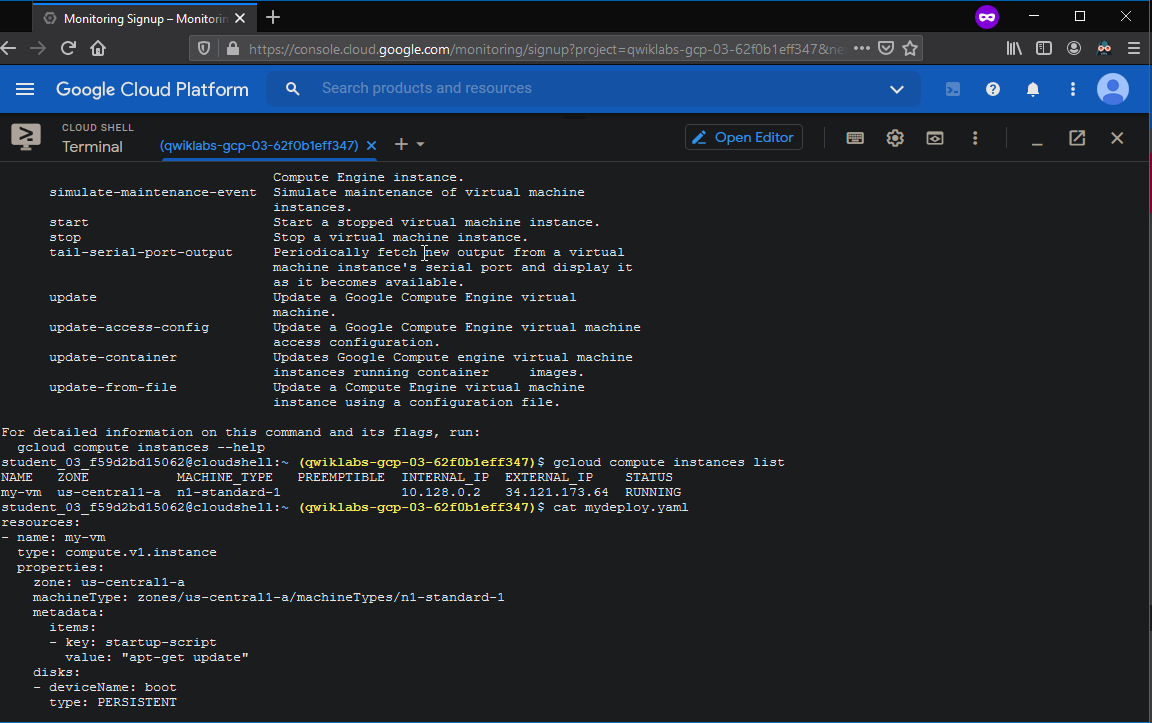 Monitoring Signup – Monitorin
https://console.cloud.google.com/monitoring/signup?project=qwiklabs-gcp-03-62f0b1eff347&ne
Google Cloud Platform
Search products and resources
CLOUD SHELL
Terminal
(qwiklabs-gcp-03-62f0b1eff347)
Open Editor
Compute Engine instance.
simulate-maintenance-event Simulate maintenance of virtual machine
instances.
start Start a stopped virtual machine instance.
stop Stop a virtual machine instance.
tail-serial-port-output Periodically fetch new output from a virtual
machine instance's serial port and display it
as it becomes available.
update Update a Google Compute Engine virtual
machine.
update-access-config Update a Google Compute Engine virtual machine
access configuration.
update-container Updates Google Compute engine virtual machine
instances running container images.
update-from-file Update a Compute Engine virtual machine
instance using a configuration file.
For detailed information on this command and its flags, run:
gcloud compute instances --help
student_03_f59d2bd15062@cloudshell:~ (qwiklabs-gcp-03-62f0b1eff347)$ gcloud compute instances list
NAME ZONE MACHINE_TYPE PREEMPTIBLE INTERNAL_IP EXTERNAL_IP STATUS
my-vm us-central1-a n1-standard-1 10.128.0.2 34.121.173.64 RUNNING
student_03_f59d2bd15062@cloudshell:~ (qwiklabs-gcp-03-62f0b1eff347)$ cat mydeploy.yaml
resources:
- name: my-vm
type: compute.v1.instance
properties:
zone: us-central1-a
machineType: zones/us-central1-a/machineTypes/n1-standard-1
metadata:
items:
- key: startup-script
value: "apt-get update"
disks:
- deviceName: boot
type: PERSISTENT